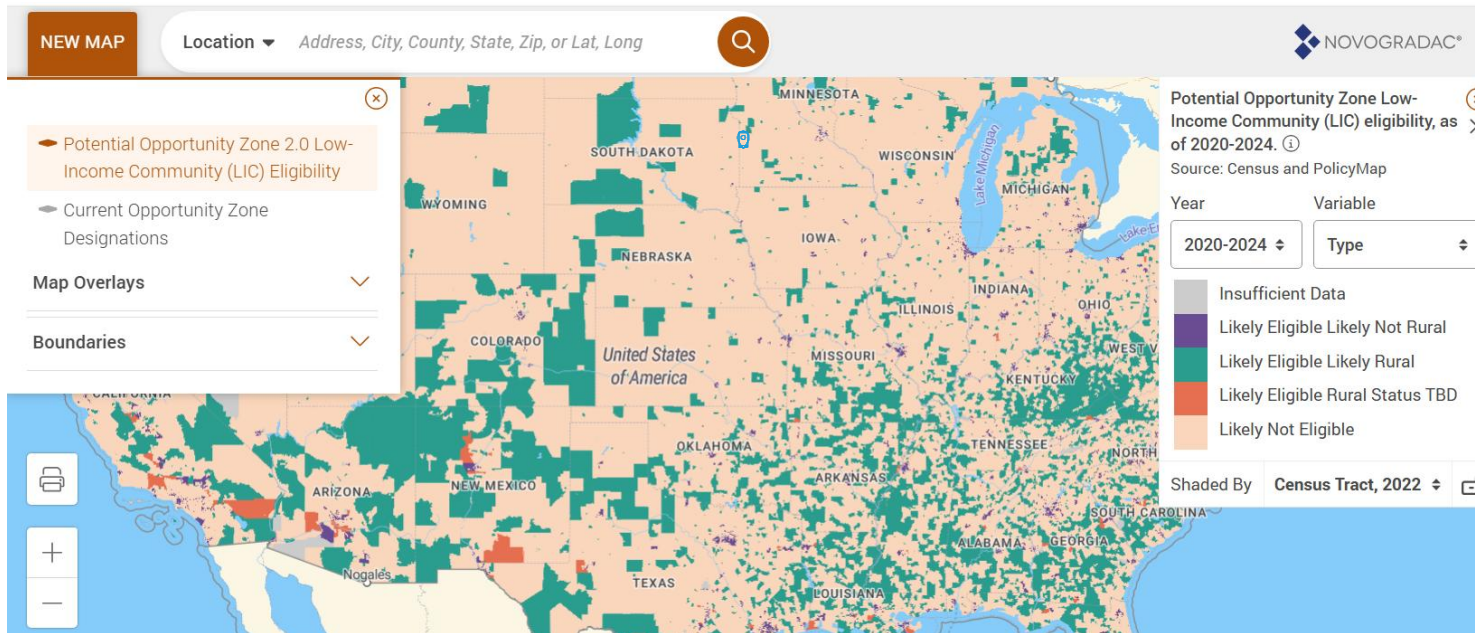 NEW MAP
Location
Address, City, County, State, Zip, or Lat, Long
NOVOGRADAC®
Potential Opportunity Zone 2.0 Low-
Income Community (LIC) Eligibility
Current Opportunity Zone
Designations
Map Overlays
Boundaries
MINNESOTA
SOUTH DAKOTA
WISCONSIN
Lake Michigan
MICHIGAN
WYOMING
Lake E
IOWA
NEBRASKA
INDIANA
OHIO
ILLINOIS
COLORADO
United States
of America
MISSOURI
WEST V
KENTUCKY
CALIFORNIA
OKLAHOMA
TENNESSEE
NORTH
ARKANSAS
ARIZONA
NEW MEXICO
SOUTH CAROLINA
ALABAMA
GEORGIA
Nogales
TEXAS
LOUISIANA
Potential Opportunity Zone Low-
Income Community (LIC) eligibility, as
of 2020-2024.
Source: Census and PolicyMap
Year Variable
2020-2024 Type
Insufficient Data
Likely Eligible Likely Not Rural
Likely Eligible Likely Rural
Likely Eligible Rural Status TBD
Likely Not Eligible
Shaded By Census Tract, 2022